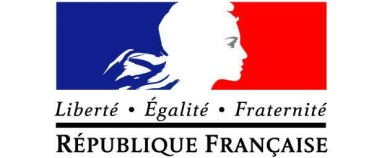 Liberté • Égalité • Fraternité
RÉPUBLIQUE FRANÇAISE